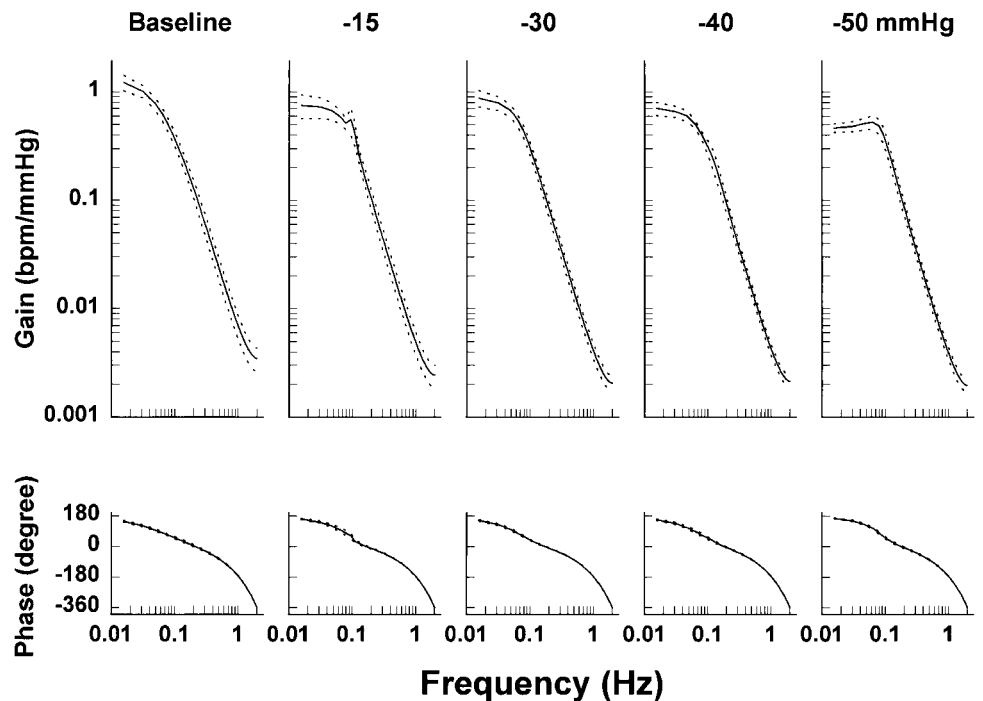 Baseline -15 -30 -40 -50 mmHg
Gain (bpm/mmHg)
1
0.1
0.01
0.001
Phase (degree)
180
0
-180
-360
0.01 0.1 1 0.01 0.1 1 0.01 0.1 1 0.01 0.1 1 0.01 0.1 1
Frequency (Hz)